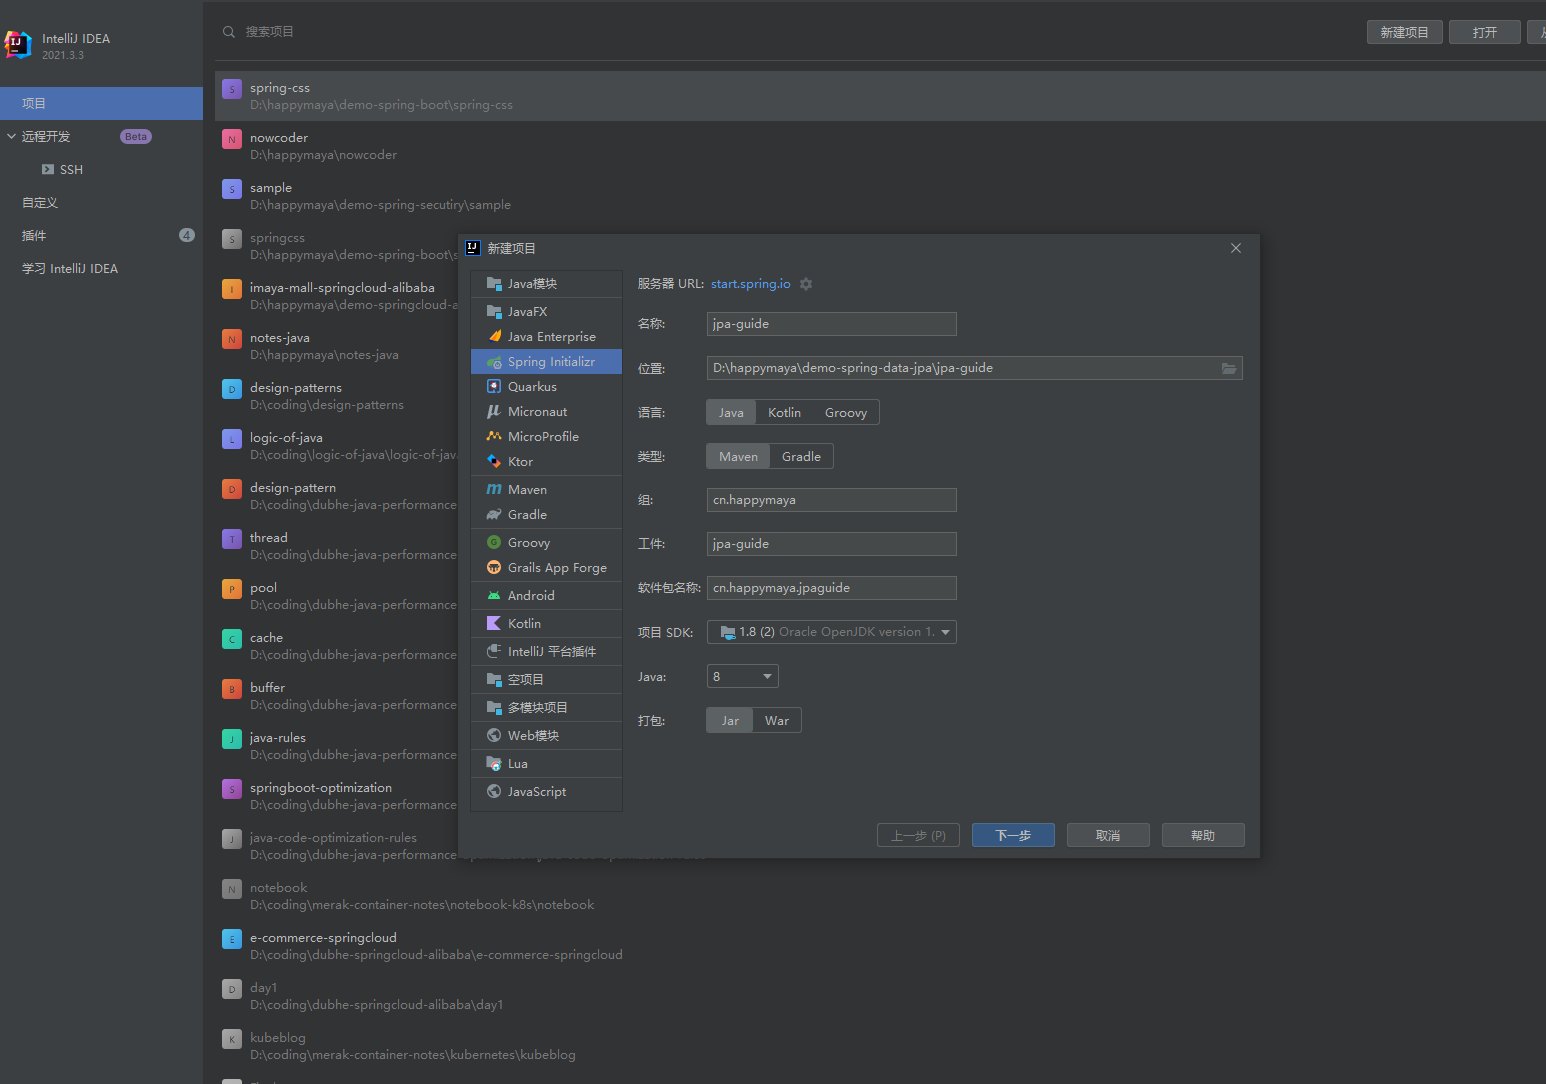 IntelliJ IDEA
2021.3.3
项目
远程开发 Beta
SSH
自定义
插件 4
学习 IntelliJ IDEA
搜索项目
新建项目 打开
spring-css
D:\happymaya\demo-spring-boot\spring-css
nowcoder
D:\happymaya\nowcoder
sample
D:\happymaya\demo-spring-secutiry\sample
springcss
D:\happymaya\demo-spring-boot\s
imaya-mall-springcloud-alibaba
D:\happymaya\demo-springcloud-a
notes-java
D:\happymaya\notes-java
design-patterns
D:\coding\design-patterns
logic-of-java
D:\coding\logic-of-java\logic-of-jav
design-pattern
D:\coding\dubhe-java-performance
thread
D:\coding\dubhe-java-performance
pool
D:\coding\dubhe-java-performance
cache
D:\coding\dubhe-java-performance
buffer
D:\coding\dubhe-java-performance
java-rules
D:\coding\dubhe-java-performance
springboot-optimization
D:\coding\dubhe-java-performance
java-code-optimization-rules
D:\coding\dubhe-java-performance
notebook
D:\coding\merak-container-notes\notebook-k8s\notebook
e-commerce-springcloud
D:\coding\dubhe-springcloud-alibaba\e-commerce-springcloud
day1
D:\coding\dubhe-springcloud-alibaba\day1
kubeblog
D:\coding\merak-container-notes\kubernetes\kubeblog
新建项目
Java模块
JavaFX
Java Enterprise
Spring Initializr
Quarkus
Micronaut
MicroProfile
Ktor
Maven
Gradle
Groovy
Grails App Forge
Android
Kotlin
IntelliJ 平台插件
空项目
多模块项目
Web模块
Lua
JavaScript
服务器 URL: start.spring.io
名称: jpa-guide
位置: D:\happymaya\demo-spring-data-jpa\jpa-guide
语言: Java Kotlin Groovy
类型: Maven Gradle
组: cn.happymaya
工件: jpa-guide
软件包名称: cn.happymaya.jpaguide
项目 SDK: 1.8 (2) Oracle OpenJDK version 1.
Java: 8
打包: Jar War
上一步 (P) 下一步 取消 帮助